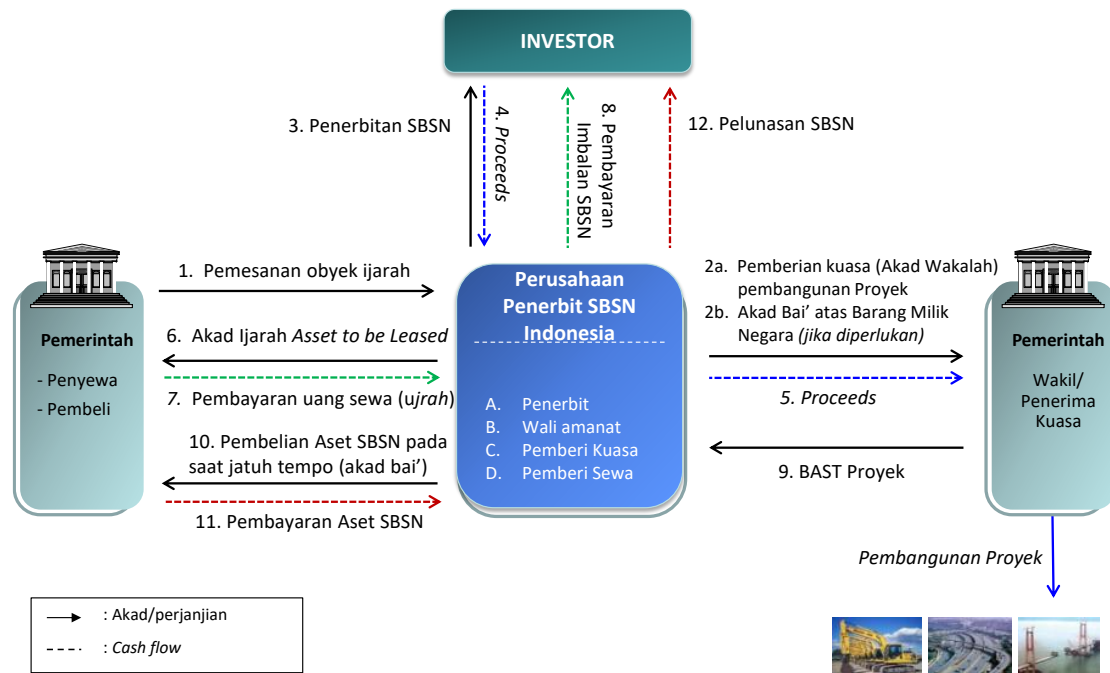 INVESTOR
3. Penerbitan SBSN
4. Proceeds
8. Pembayaran
Imbalan SBSN
12. Pelunasan SBSN
Pemerintah
- Penyewa
- Pembeli
1. Pemesanan obyek ijarah
6. Akad Ijarah Asset to be Leased
7. Pembayaran uang sewa (ujrah)
10. Pembelian Aset SBSN pada
saat jatuh tempo (akad bai’)
11. Pembayaran Aset SBSN
Perusahaan
Penerbit SBSN
Indonesia
A. Penerbit
B. Wali amanat
C. Pemberi Kuasa
D. Pemberi Sewa
2a. Pemberian kuasa (Akad Wakalah)
pembangunan Proyek
2b. Akad Bai’ atas Barang Milik
Negara (jika diperlukan)
5. Proceeds
9. BAST Proyek
Pemerintah
Wakil/
Penerima
Kuasa
Pembangunan Proyek
: Akad/perjanjian
: Cash flow